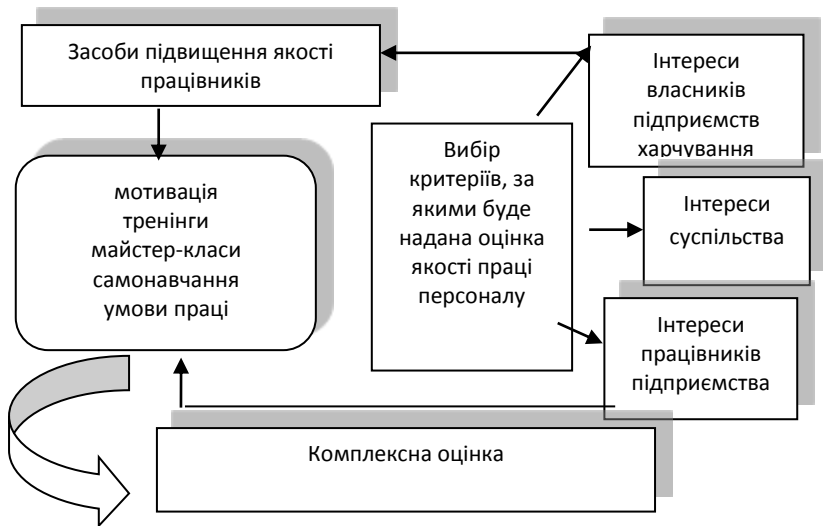 Засоби підвищення якості
працівників
мотивація
тренінги
майстер-класи
самонавчання
умови праці
Вибір
критеріїв, за
якими буде
надана оцінка
якості праці
персоналу
Інтереси
власників
підприємств
харчування
Інтереси
суспільства
Інтереси
працівників
підприємства
Комплексна оцінка